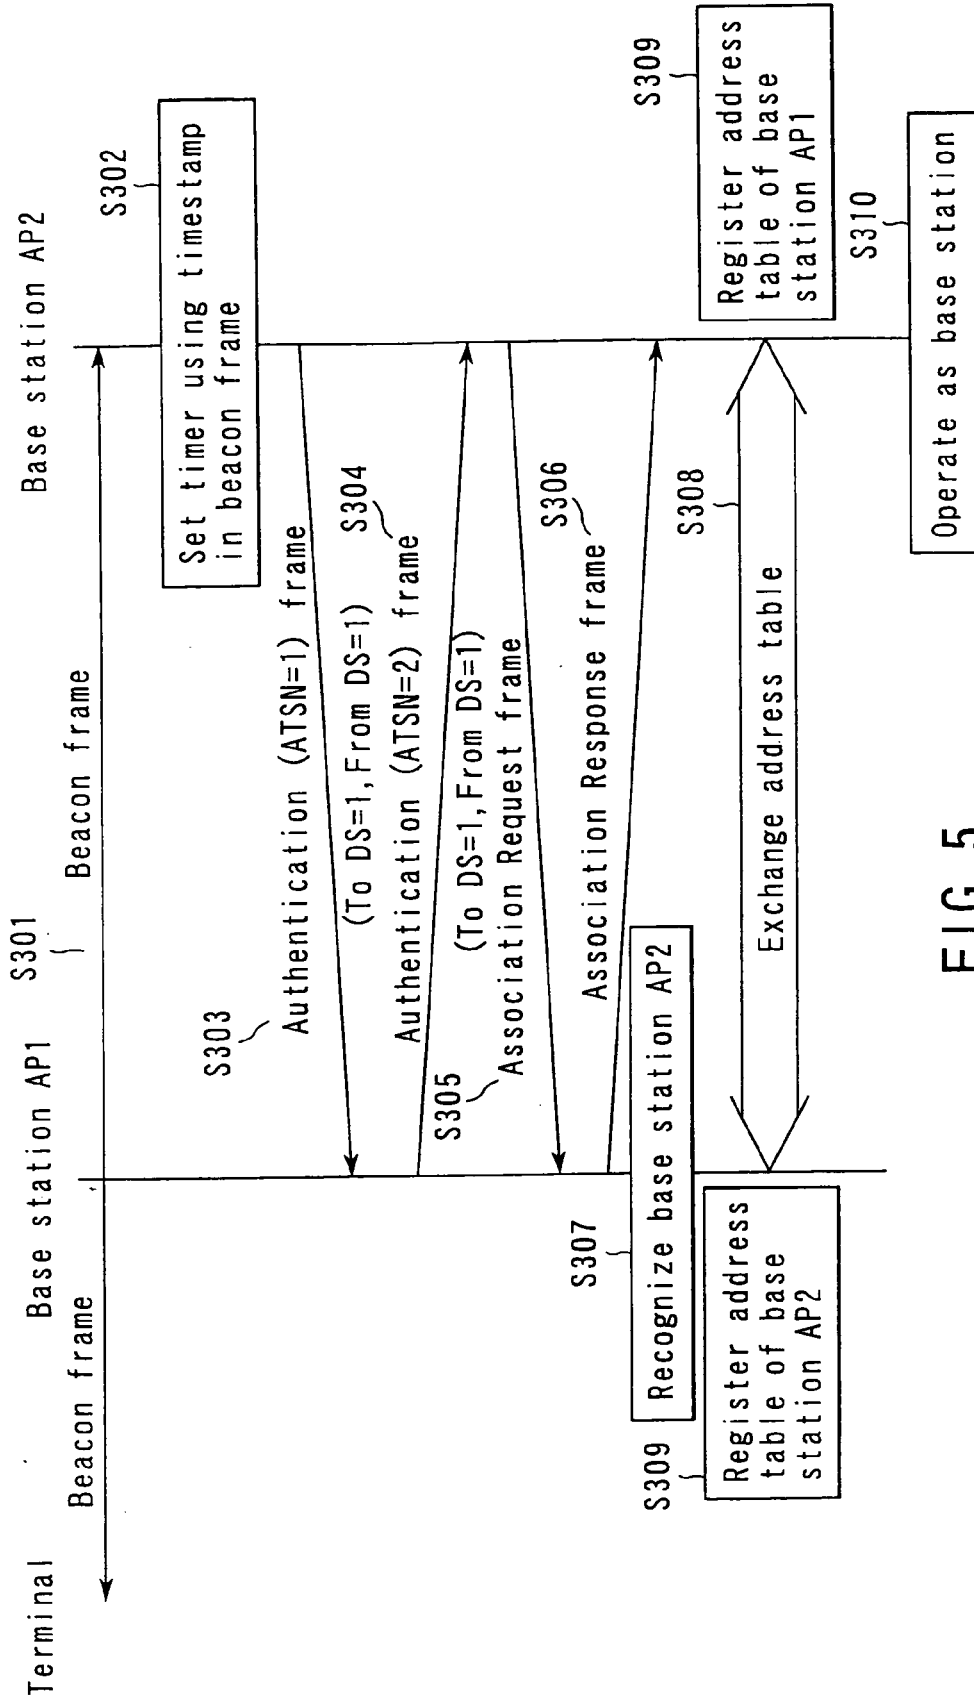 Terminal
Base station AP1
Base station AP2
S301
Beacon frame
Beacon frame
S302
Set timer using timestamp
in beacon frame
S303
Authentication (ATSN=1) frame
(To DS=1,From DS=1)
S304
Authentication (ATSN=2) frame
(To DS=1,From DS=1)
S305
Association Request frame
S306
Association Response frame
S307
Recognize base station AP2
S308
Exchange address table
S309
Register address
table of base
station AP2
S309
Register address
table of base
station AP1
S310
Operate as base station
FIG. 5